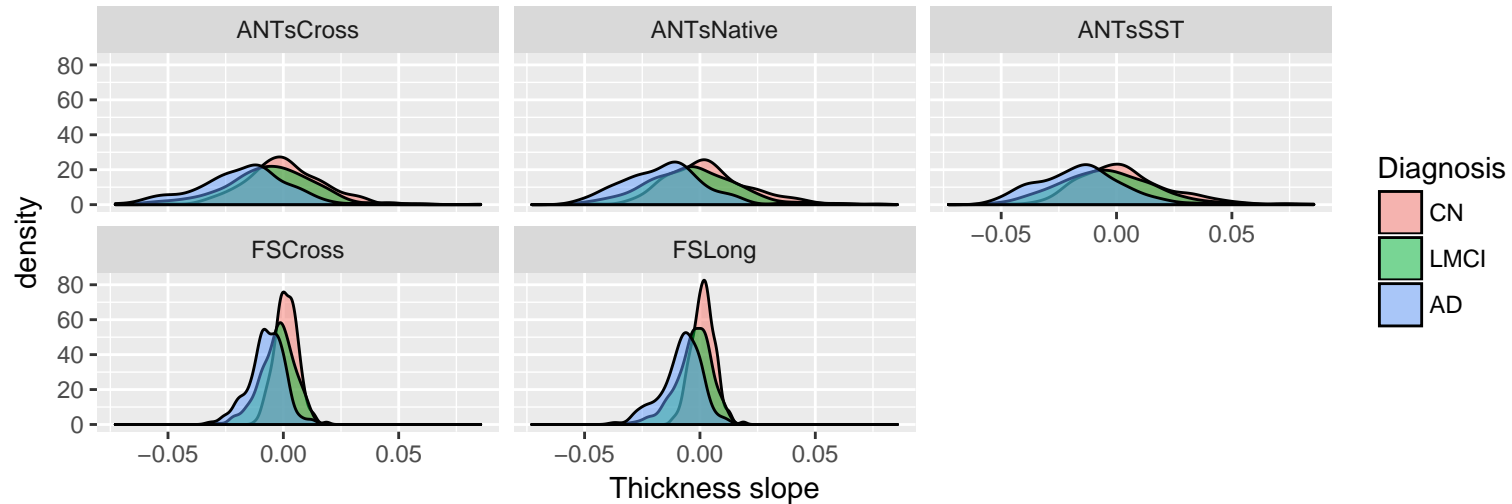 ANTsCross ANTsNative ANTsSST
80
60
40
20
0
−0.05 0.00 0.05
FSCross FSLong
80
60
40
20
0
−0.05 0.00 0.05 −0.05 0.00 0.05
density
Thickness slope
Diagnosis
CN
LMCI
AD